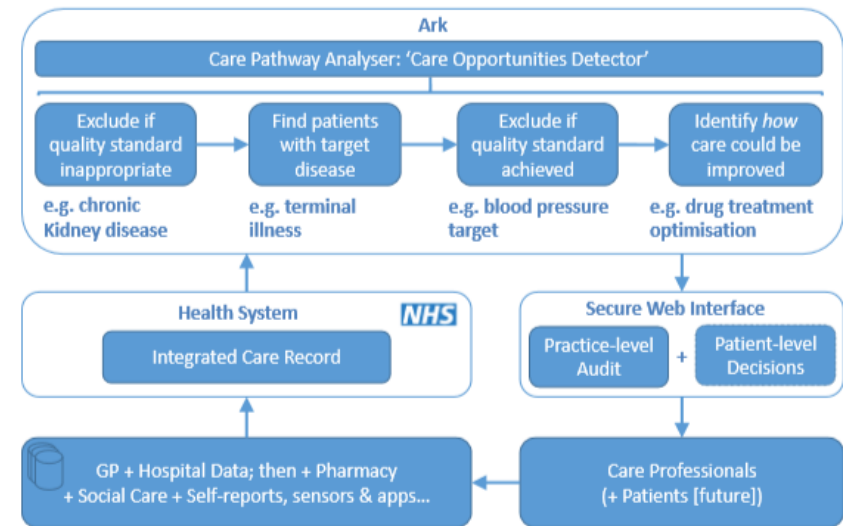 Ark
Care Pathway Analyser: ‘Care Opportunities Detector’
Exclude if
quality standard
inappropriate
Find patients
with target
disease
Exclude if
quality standard
achieved
Identify how
care could be
improved
e.g. chronic
Kidney disease
e.g. terminal
illness
e.g. blood pressure
target
e.g. drug treatment
optimisation
Health System
NHS
Integrated Care Record
Secure Web Interface
Practice-level
Audit
+
Patient-level
Decisions
GP + Hospital Data; then + Pharmacy
+ Social Care + Self-reports, sensors & apps...
Care Professionals
(+ Patients [future])